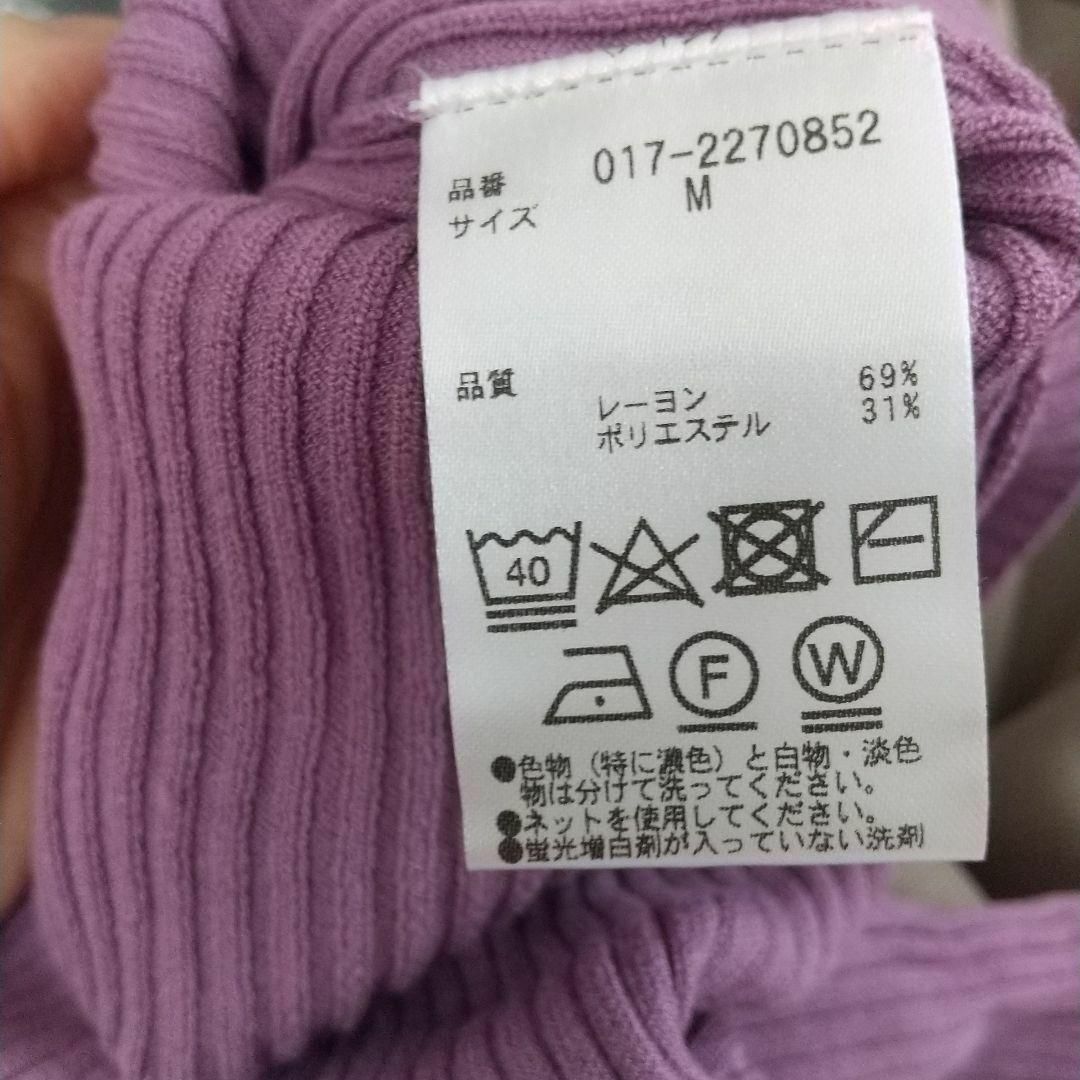 品番 017-2270852
サイズ M
品質
レーヨン 69%
ポリエステル 31%
40
F W
●色物（特に濃色）と白物・淡色
物は分けて洗ってください。
●ネットを使用してください。
●蛍光増白剤が入っていない洗剤